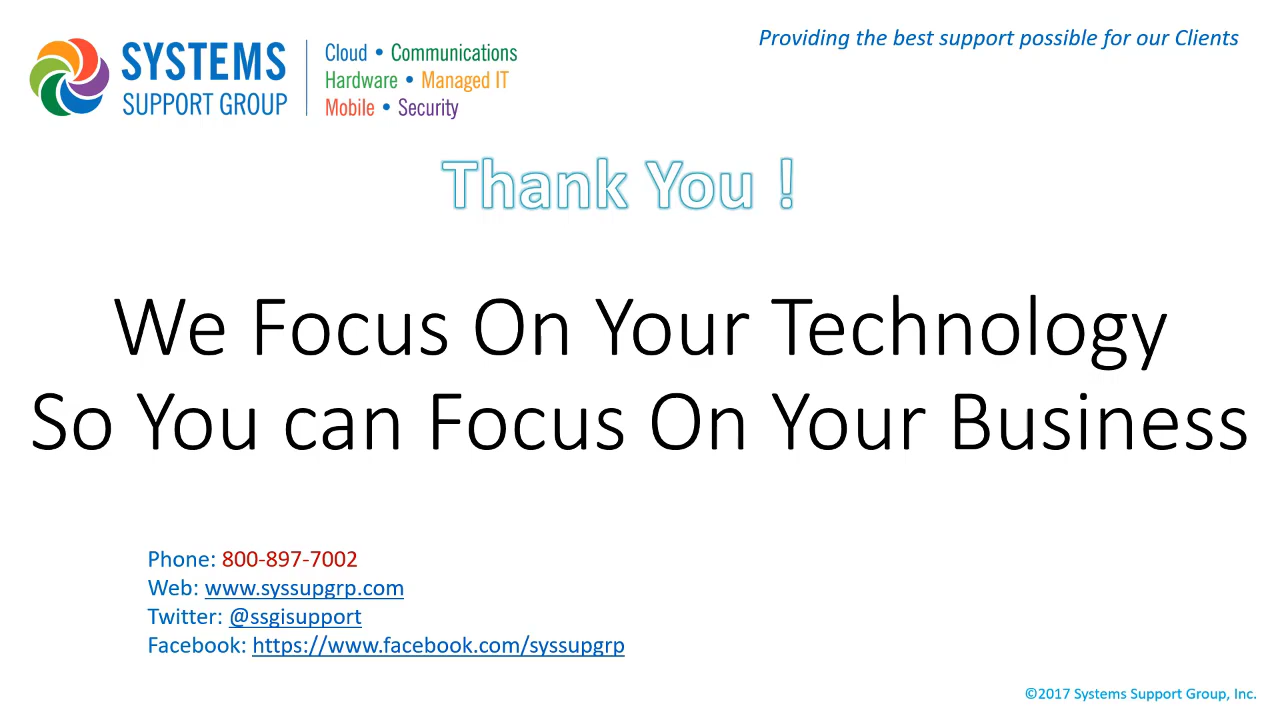 SYSTEMS
SUPPORT GROUP
Cloud • Communications
Hardware • Managed IT
Mobile • Security
Providing the best support possible for our Clients
Thank You !
We Focus On Your Technology
So You can Focus On Your Business
Phone: 800-897-7002
Web: www.syssupgrp.com
Twitter: @ssgisupport
Facebook: https://www.facebook.com/syssupgrp
©2017 Systems Support Group, Inc.